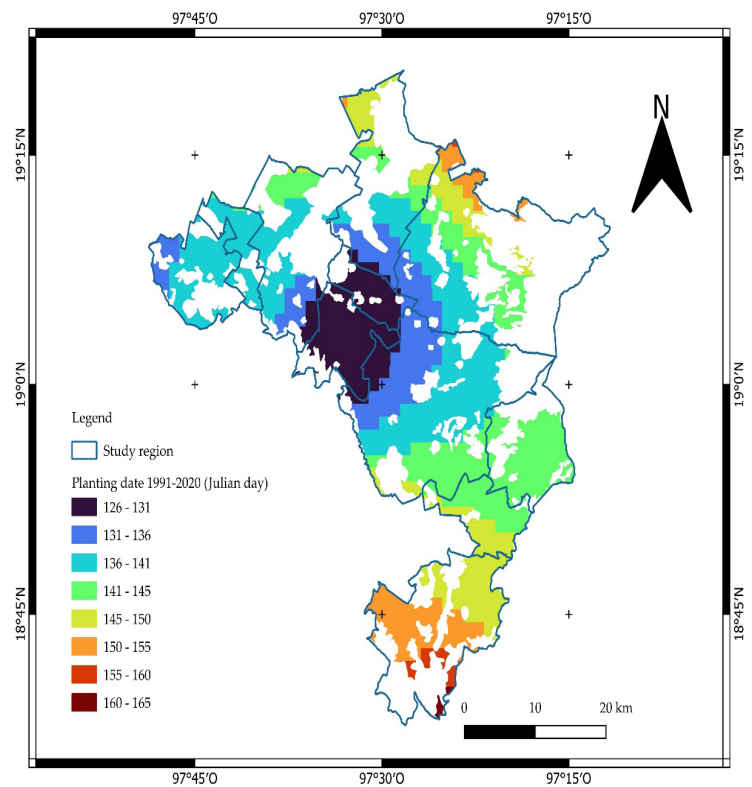 97°45'O 97°30'O 97°15'O
N
19°15'N 19°15'N
19°0'N 19°0'N
Legend
Study region
Planting date 1991-2020 (Julian day)
126 - 131
131 - 136
136 - 141
141 - 145
145 - 150
150 - 155
155 - 160
160 - 165
18°45'N 18°45'N
0 10 20 km
97°45'O 97°30'O 97°15'O